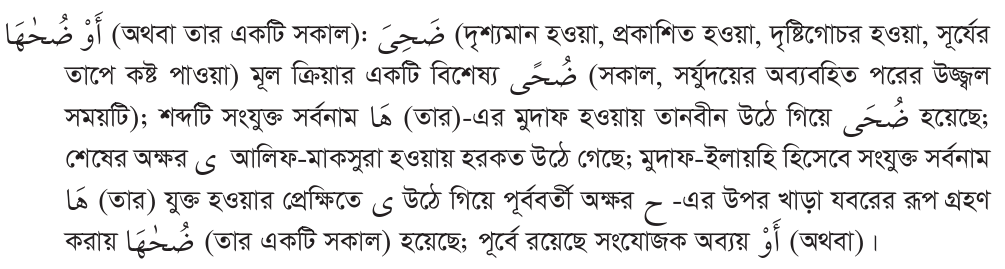 أَوْ ضُحٰهَا (অথবা তার একটি সকাল): ضَحِىَ (দৃশ্যমান হওয়া, প্রকাশিত হওয়া, দৃষ্টিগোচর হওয়া, সূর্যের
তাপে কষ্ট পাওয়া) মূল ক্রিয়ার একটি বিশেষ্য ضُحًى (সকাল, সর্যুদয়ের অব্যবহিত পরের উজ্জ্বল
সময়টি); শব্দটি সংযুক্ত সর্বনাম هَا (তার)-এর মুদাফ হওয়ায় তানবীন উঠে গিয়ে ضُحَى হয়েছে;
শেষের অক্ষর ى আলিফ-মাকসুরা হওয়ায় হরকত উঠে গেছে; মুদাফ-ইলায়হি হিসেবে সংযুক্ত সর্বনাম
هَا (তার) যুক্ত হওয়ার প্রেক্ষিতে ى উঠে গিয়ে পূর্ববর্তী অক্ষর ح -এর উপর খাড়া যবরের রূপ গ্রহণ
করায় ضُحٰهَا (তার একটি সকাল) হয়েছে; পূর্বে রয়েছে সংযোজক অব্যয় أَوْ (অথবা)।